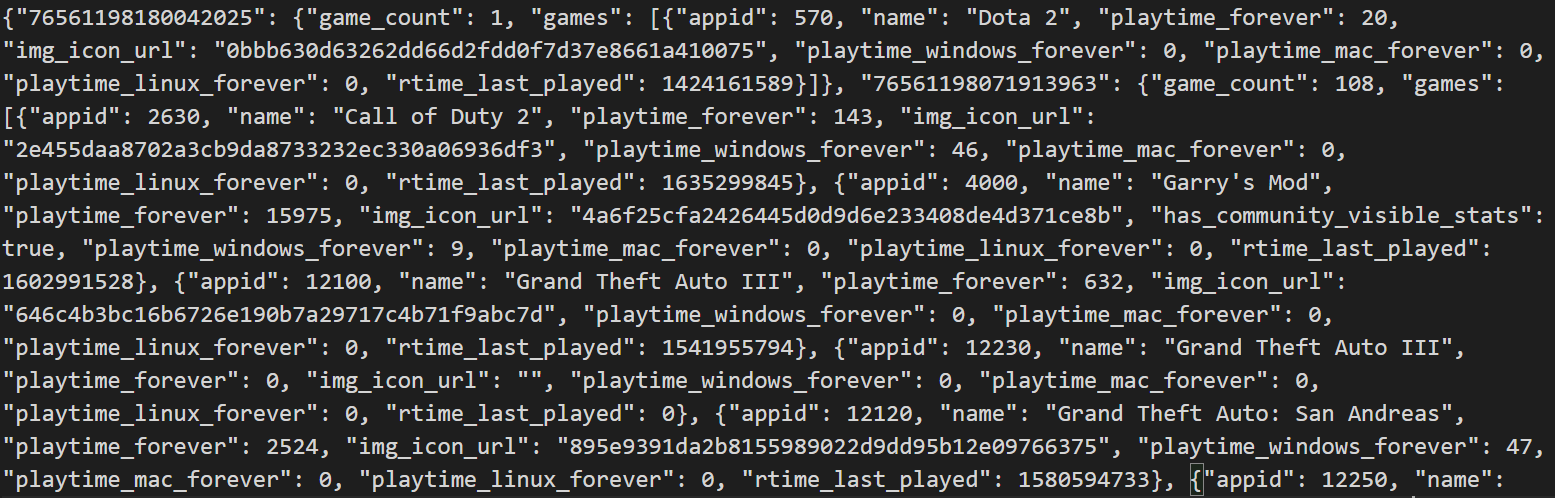 {"76561198180042025": {"game_count": 1, "games": [{"appid": 570, "name": "Dota 2", "playtime_forever": 20,
"img_icon_url": "0bbb630d63262dd66d2fdd0f7d37e8661a410075", "playtime_windows_forever": 0, "playtime_mac_forever": 0,
"playtime_linux_forever": 0, "rtime_last_played": 1424161589}]}, "76561198071913963": {"game_count": 108, "games":
[{"appid": 2630, "name": "Call of Duty 2", "playtime_forever": 143, "img_icon_url":
"2e455daa8702a3cb9da8733232ec330a06936df3", "playtime_windows_forever": 46, "playtime_mac_forever": 0,
"playtime_linux_forever": 0, "rtime_last_played": 1635299845}, {"appid": 4000, "name": "Garry's Mod",
"playtime_forever": 15975, "img_icon_url": "4a6f25cfa2426445d0d9d6e233408de4d371ce8b", "has_community_visible_stats":
true, "playtime_windows_forever": 9, "playtime_mac_forever": 0, "playtime_linux_forever": 0, "rtime_last_played":
1602991528}, {"appid": 12100, "name": "Grand Theft Auto III", "playtime_forever": 632, "img_icon_url":
"646c4b3bc16b6726e190b7a29717c4b71f9abc7d", "playtime_windows_forever": 0, "playtime_mac_forever": 0,
"playtime_linux_forever": 0, "rtime_last_played": 1541955794}, {"appid": 12230, "name": "Grand Theft Auto III",
"playtime_forever": 0, "img_icon_url": "", "playtime_windows_forever": 0, "playtime_mac_forever": 0,
"playtime_linux_forever": 0, "rtime_last_played": 0}, {"appid": 12120, "name": "Grand Theft Auto: San Andreas",
"playtime_forever": 2524, "img_icon_url": "895e9391da2b8155989022d9dd95b12e09766375", "playtime_windows_forever": 47,
"playtime_mac_forever": 0, "playtime_linux_forever": 0, "rtime_last_played": 1580594733}, {"appid": 12250, "name":